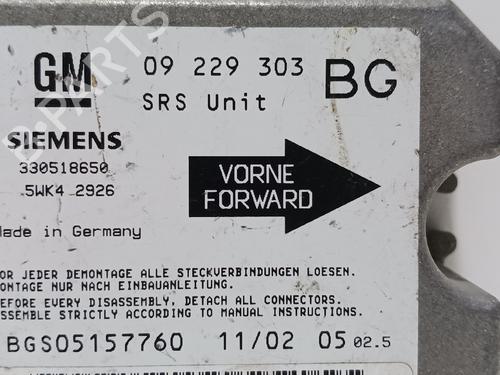 GM 09 229 303 BG
SRS Unit
SIEMENS
330518650
5WK4 2926
VORNE
FORWARD
Made in Germany
OR JEDER DEMONTAGE ALLE STECKVERBINDUNGEN LOESEN.
ONTAGE NUR NACH EINBAUANLEITUNG.
EFORE EVERY DISASSEMBLY, DETACH ALL CONNECTORS.
SSEMBLE STRICTLY ACCORDING TO MANUAL INSTRUCTIONS.
BGS05157760 11/02 05 02.5